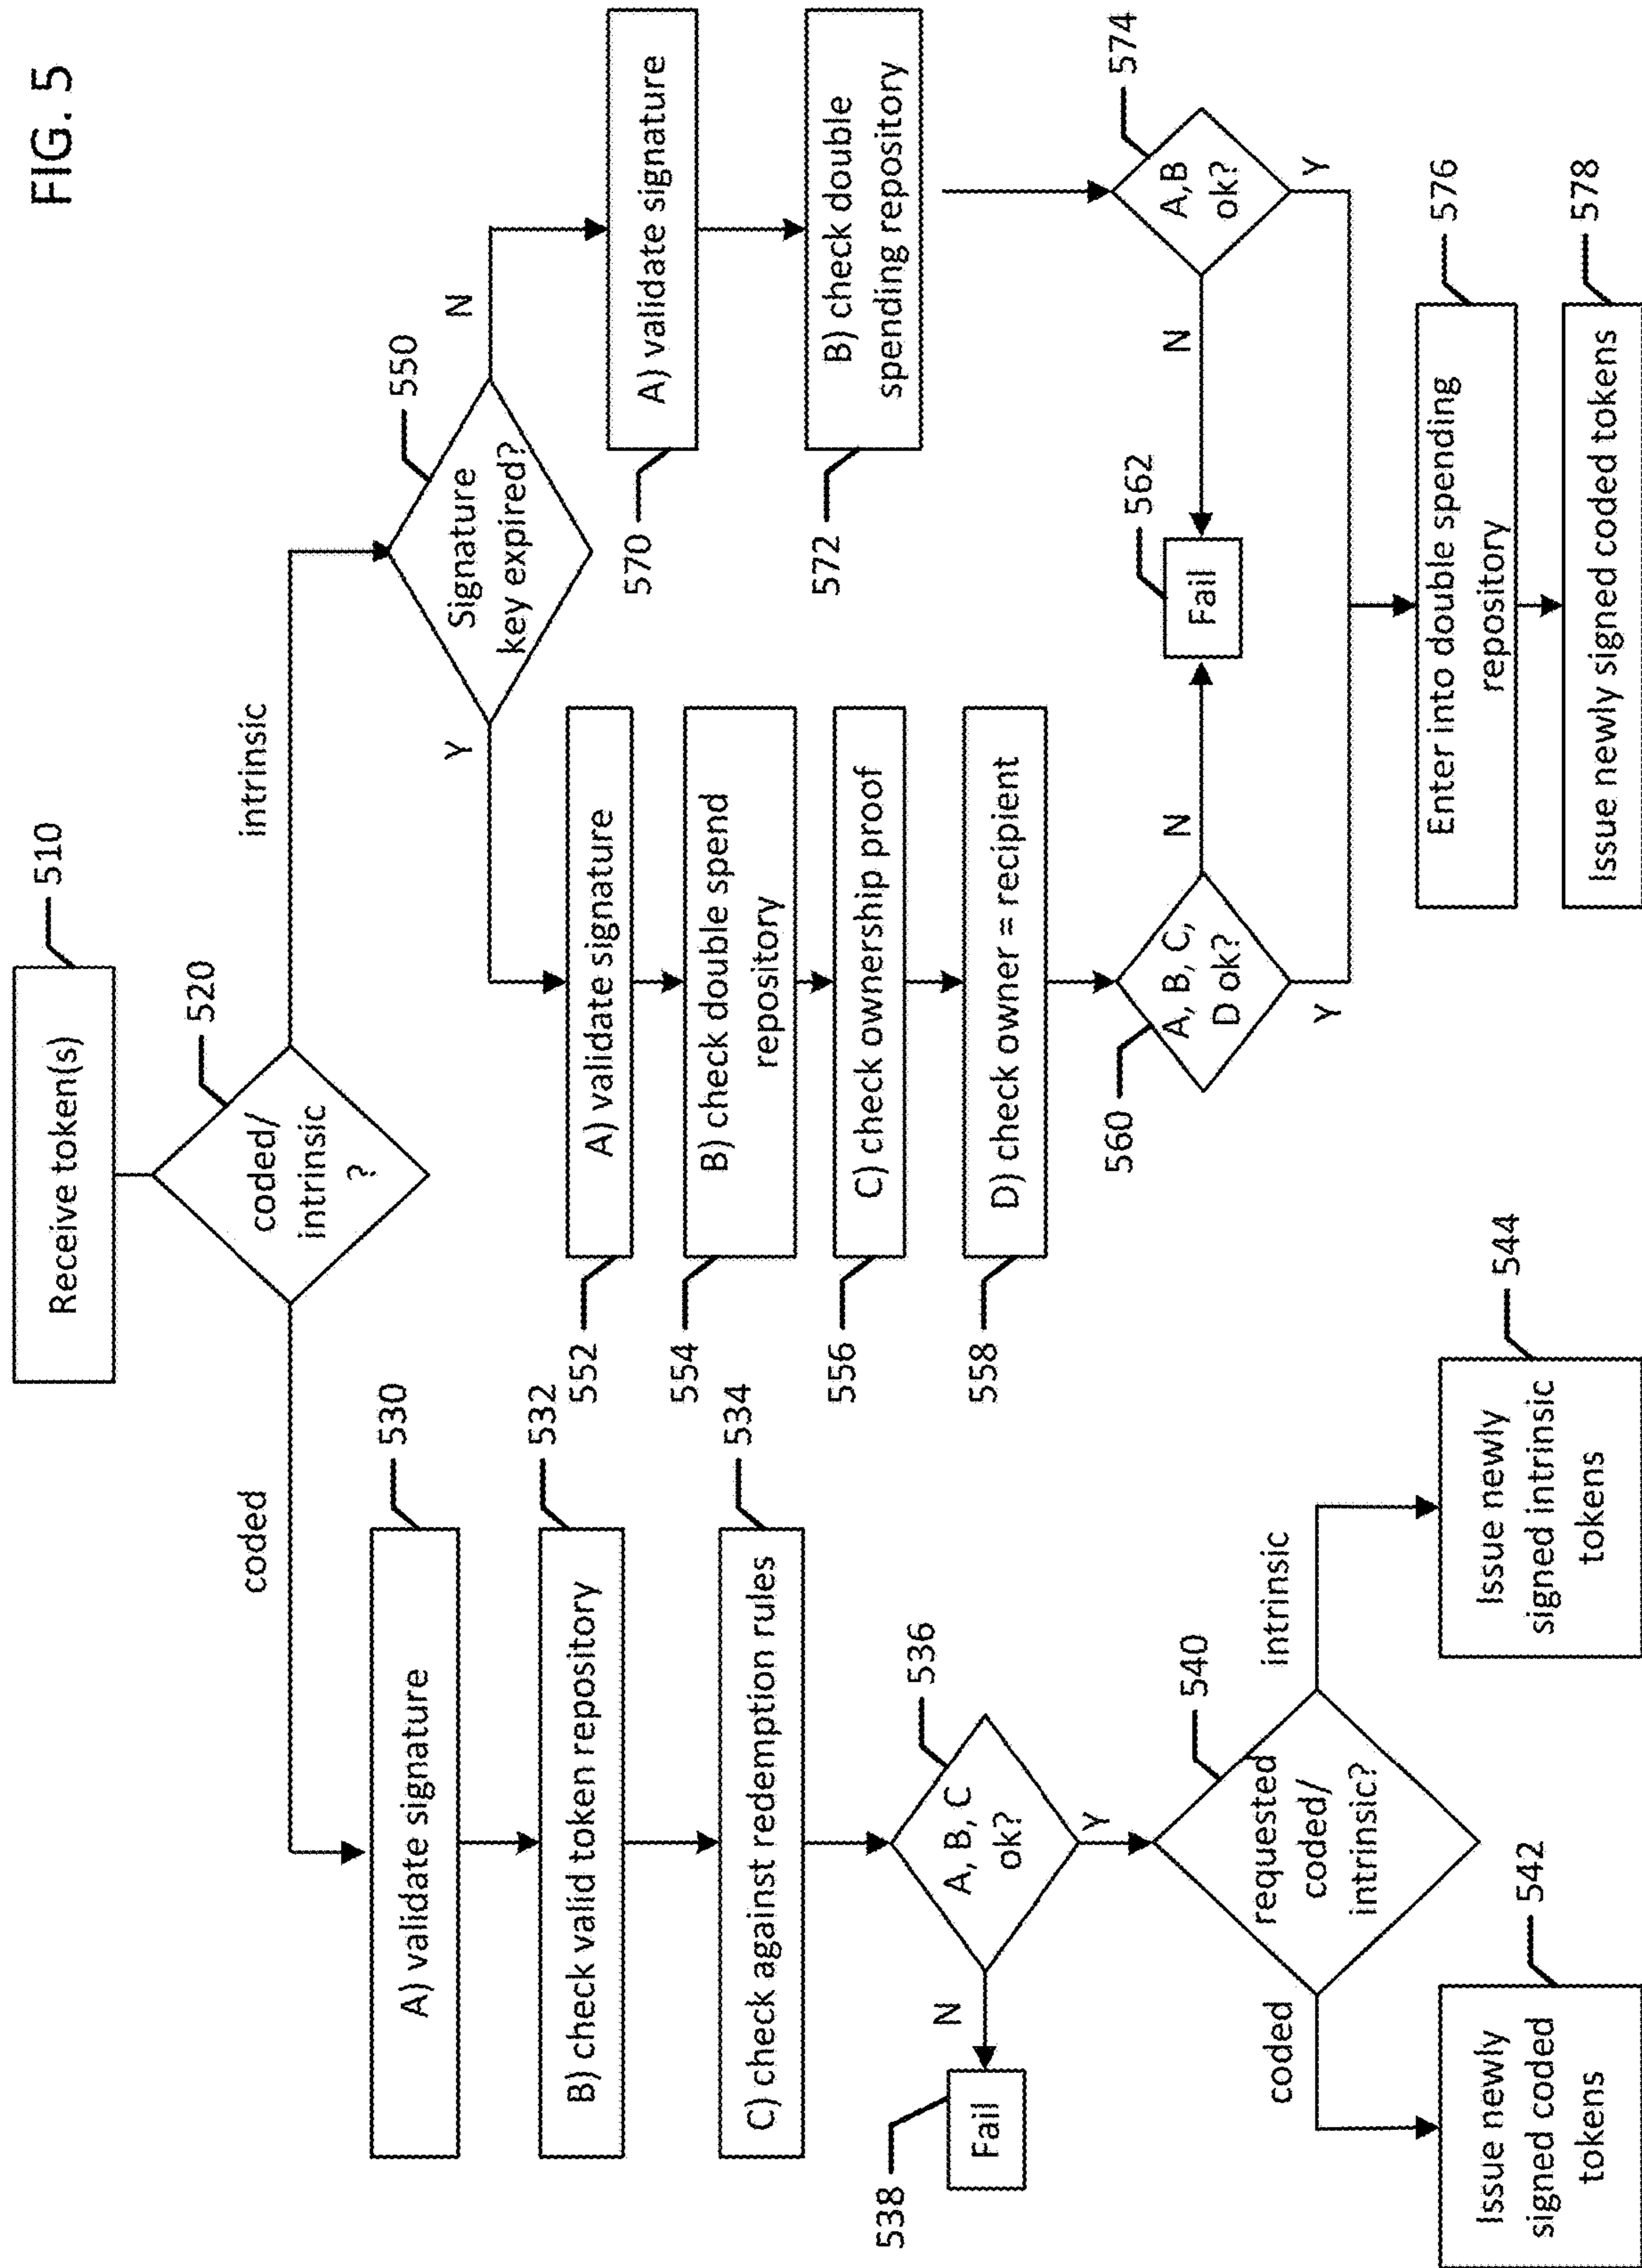 FIG. 5
Receive token(s)
510
coded/
intrinsic
?
520
coded
intrinsic
A) validate signature
530
B) check valid token repository
532
C) check against redemption rules
534
A, B, C
ok?
536
N
Fail
538
Y
requested
coded/
intrinsic?
540
coded
intrinsic
Issue newly
signed coded
tokens
542
Issue newly
signed intrinsic
tokens
544
Signature
key expired?
550
Y
N
A) validate signature
552
B) check double spend
repository
554
C) check ownership proof
556
D) check owner = recipient
558
A, B, C,
D ok?
560
N
Y
Fail
562
A) validate signature
570
B) check double
spending repository
572
A,B
ok?
574
N
Y
Enter into double spending
repository
576
Issue newly signed coded tokens
578